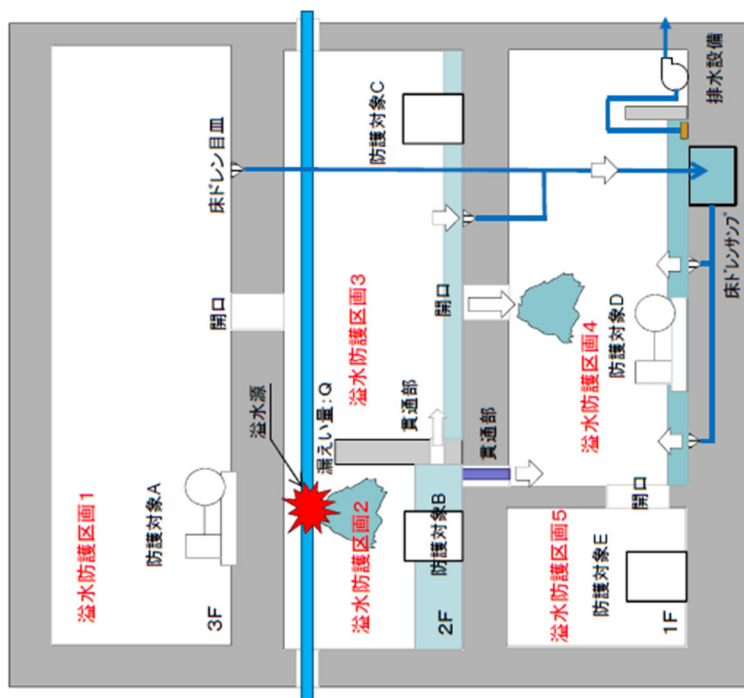 溢水防護区画1
防護対象A
3F
開口
床ドレン目皿
溢水源
漏えい量:Q
溢水防護区画2
防護対象B
2F
貫通部
溢水防護区画3
防護対象C
開口
貫通部
溢水防護区画4
防護対象D
開口
溢水防護区画5
防護対象E
1F
床ドレンサンプ
排水設備